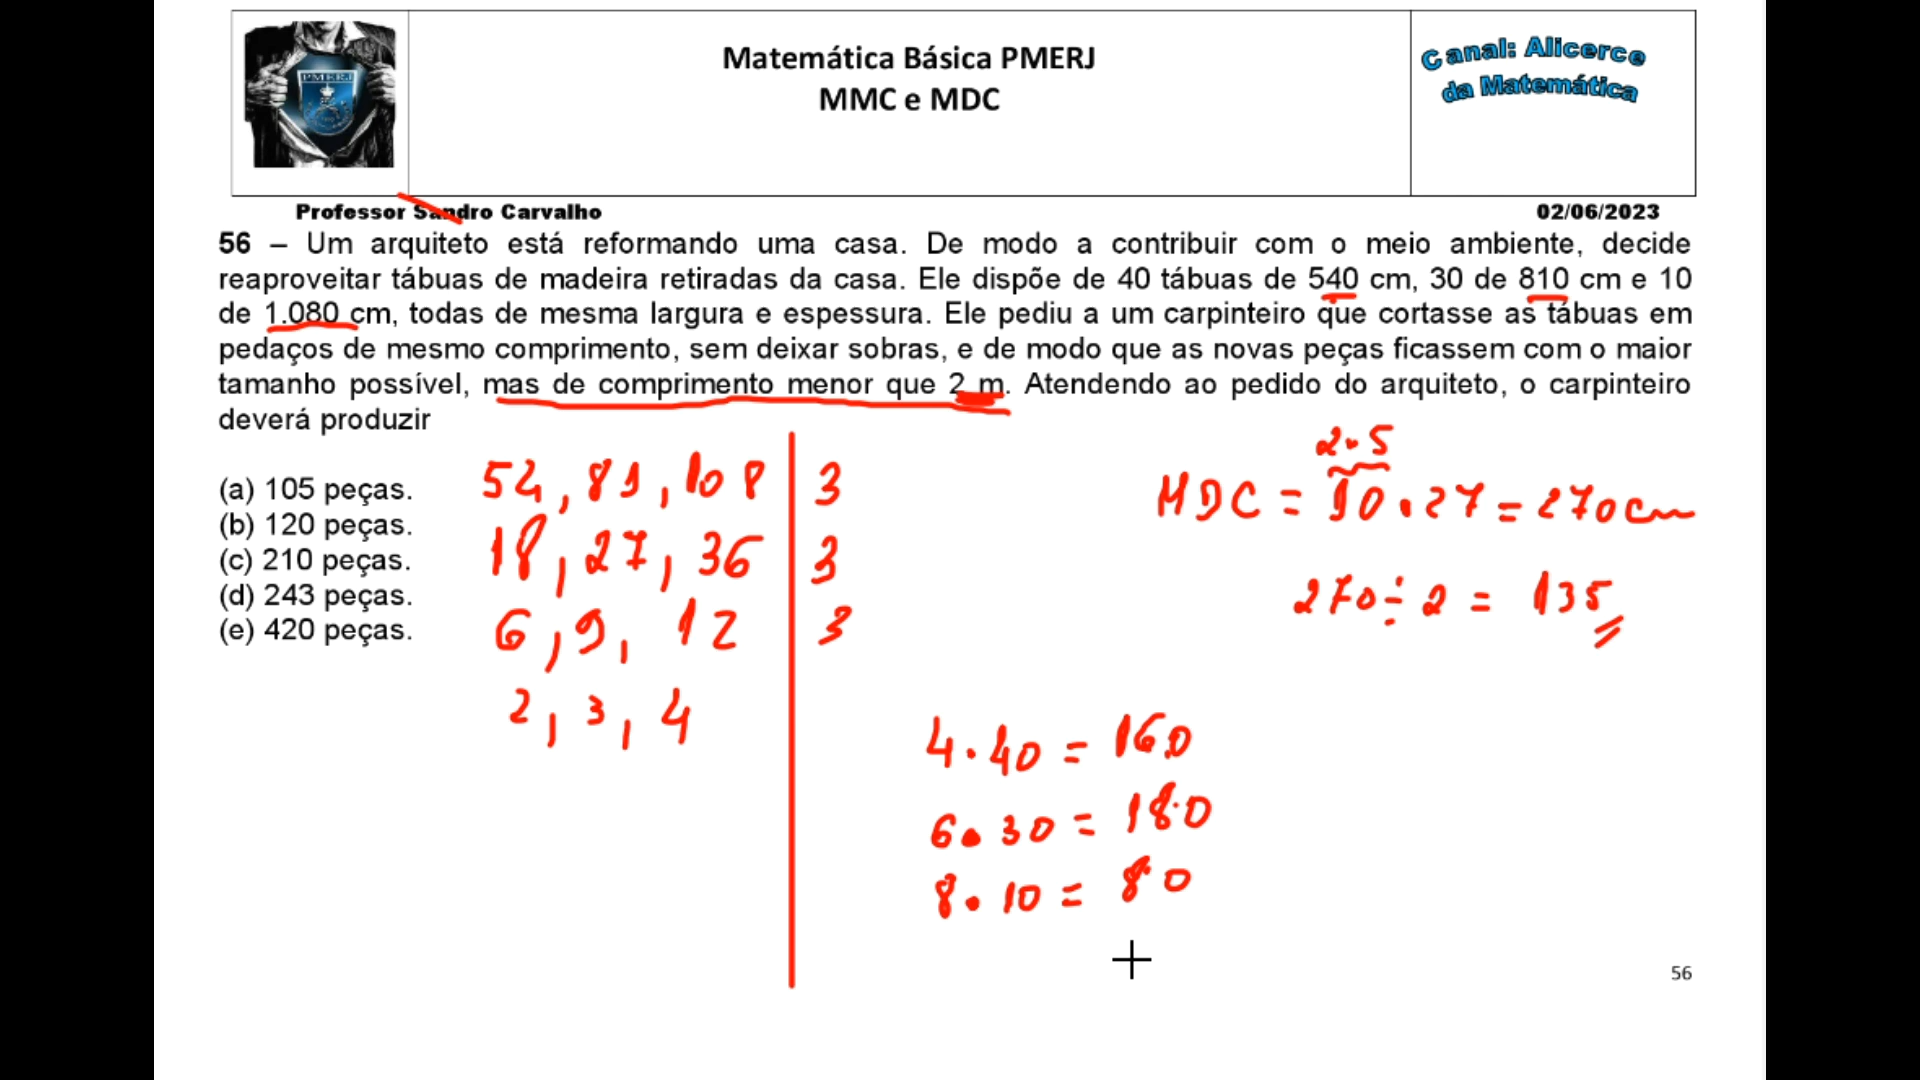 PMERJ
Matemática Básica PMERJ
MMC e MDC
Canal: Alicerce
da Matemática
Professor Sandro Carvalho
02/06/2023
56 – Um arquiteto está reformando uma casa. De modo a contribuir com o meio ambiente, decide
reaproveitar tábuas de madeira retiradas da casa. Ele dispõe de 40 tábuas de 540 cm, 30 de 810 cm e 10
de 1.080 cm, todas de mesma largura e espessura. Ele pediu a um carpinteiro que cortasse as tábuas em
pedaços de mesmo comprimento, sem deixar sobras, e de modo que as novas peças ficassem com o maior
tamanho possível, mas de comprimento menor que 2 m. Atendendo ao pedido do arquiteto, o carpinteiro
deverá produzir
(a) 105 peças.
(b) 120 peças.
(c) 210 peças.
(d) 243 peças.
(e) 420 peças.
54, 81, 108 | 3
18, 27, 36 | 3
6, 9, 12 | 3
2, 3, 4
2·5
MDC = 10·27 = 270cm
270 ÷ 2 = 135
4·40 = 160
6·30 = 180
8·10 = 80
56